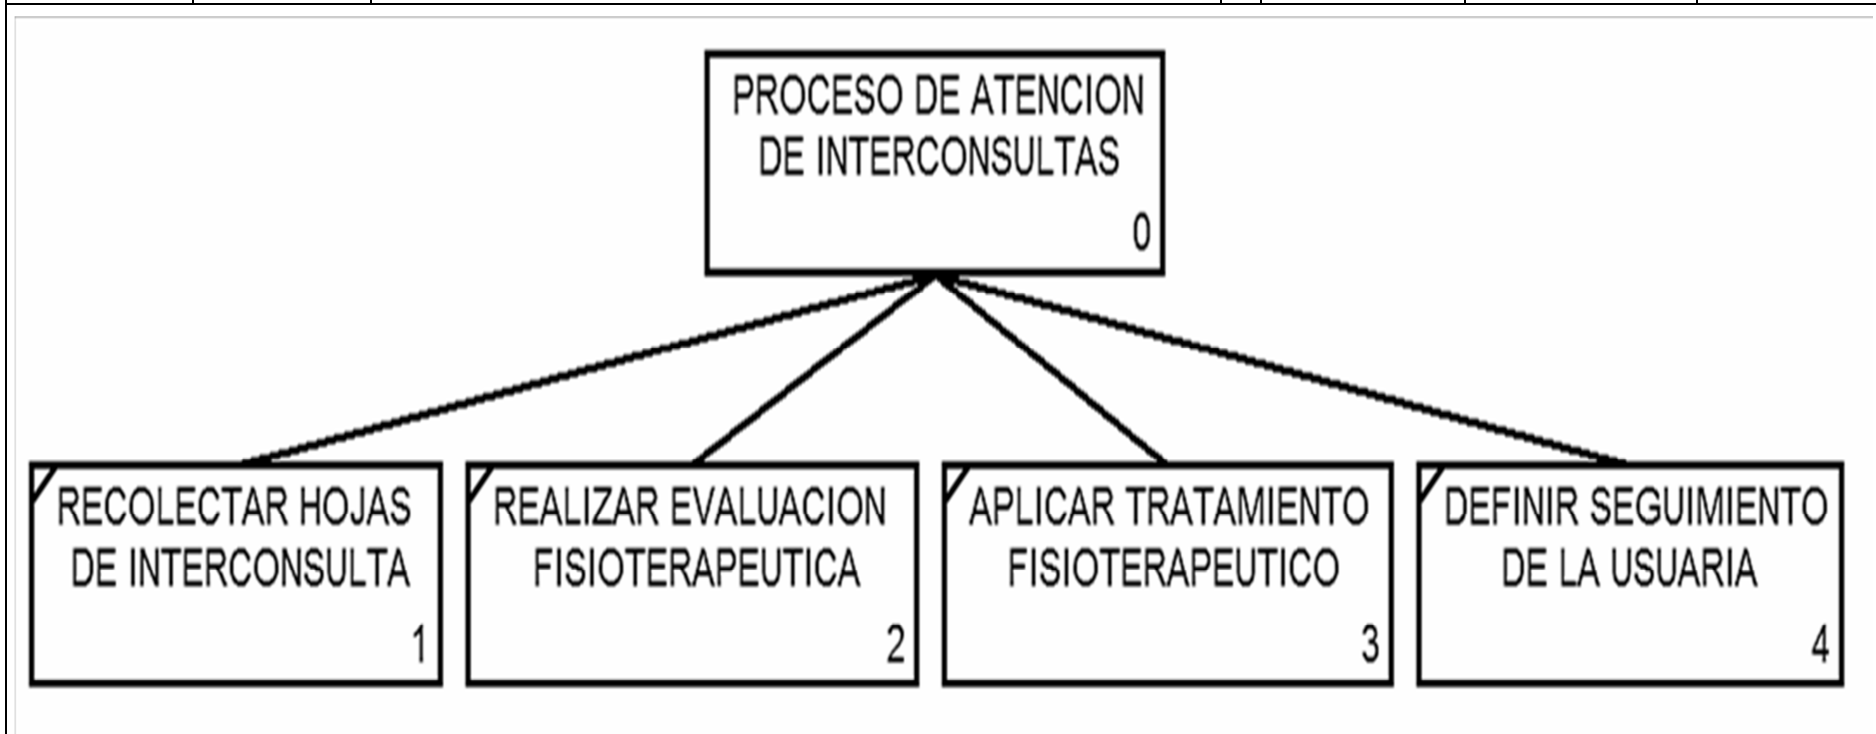 PROCESO DE ATENCION
DE INTERCONSULTAS
0
RECOLECTAR HOJAS
DE INTERCONSULTA
1
REALIZAR EVALUACION
FISIOTERAPEUTICA
2
APLICAR TRATAMIENTO
FISIOTERAPEUTICO
3
DEFINIR SEGUIMIENTO
DE LA USUARIA
4